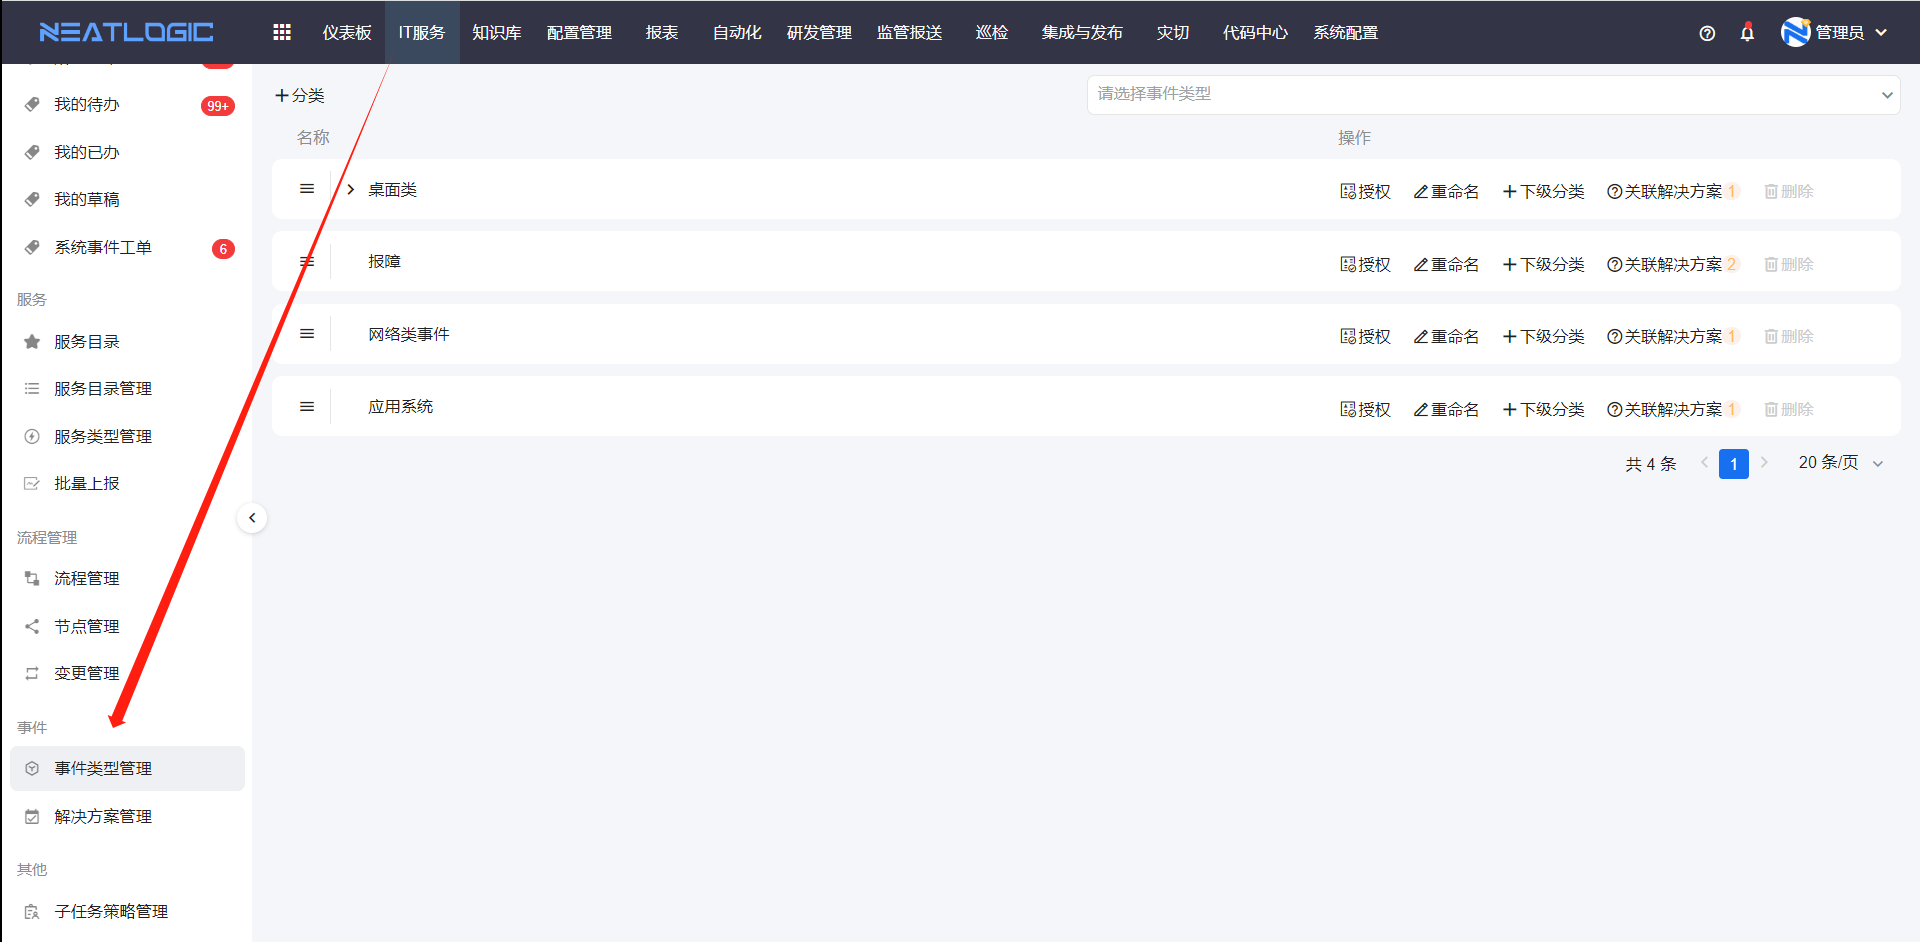 NEATLOGIC
仪表板
IT服务
知识库
配置管理
报表
自动化
研发管理
监管报送
巡检
集成与发布
灾切
代码中心
系统配置
管理员
我的待办 99+
我的已办
我的草稿
系统事件工单 6
服务
服务目录
服务目录管理
服务类型管理
批量上报
流程管理
流程管理
节点管理
变更管理
事件
事件类型管理
解决方案管理
其他
子任务策略管理
分类
请选择事件类型
名称 操作
桌面类 授权 重命名 下级分类 关联解决方案 1 删除
报障 授权 重命名 下级分类 关联解决方案 2 删除
网络类事件 授权 重命名 下级分类 关联解决方案 1 删除
应用系统 授权 重命名 下级分类 关联解决方案 1 删除
共 4 条 1 20 条/页